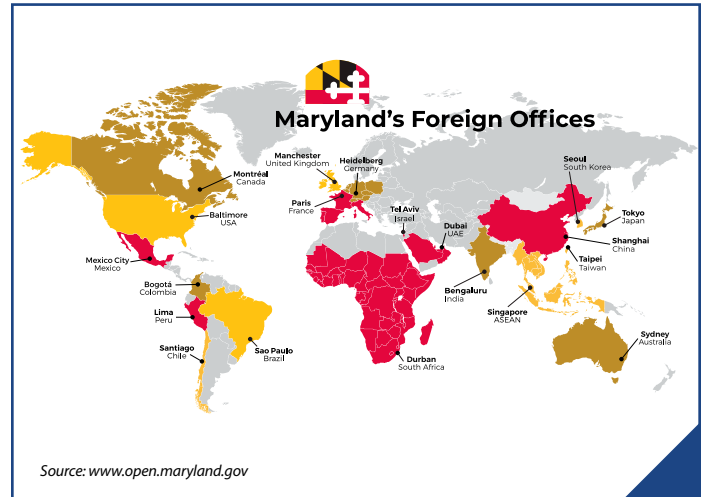 Maryland's Foreign Offices
Montréal
Canada
Baltimore
USA
Mexico City
Mexico
Bogotá
Colombia
Lima
Peru
Santiago
Chile
Sao Paulo
Brazil
Manchester
United Kingdom
Heidelberg
Germany
Paris
France
Tel Aviv
Israel
Dubai
UAE
Durban
South Africa
Bengaluru
India
Singapore
ASEAN
Seoul
South Korea
Tokyo
Japan
Shanghai
China
Taipei
Taiwan
Sydney
Australia
Source: www.open.maryland.gov